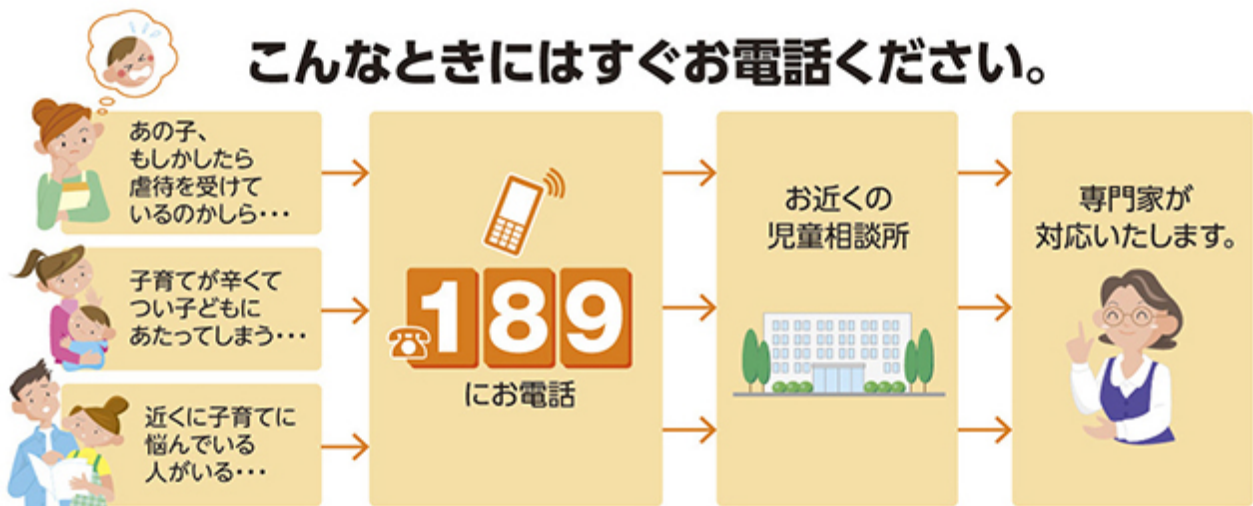 こんなときにはすぐお電話ください。
あの子、
もしかしたら
虐待を受けて
いるのかしら・・・
子育てが辛くて
つい子どもに
あたってしまう・・・
近くに子育てに
悩んでいる
人がいる・・・
189
にお電話
お近くの
児童相談所
専門家が
対応いたします。